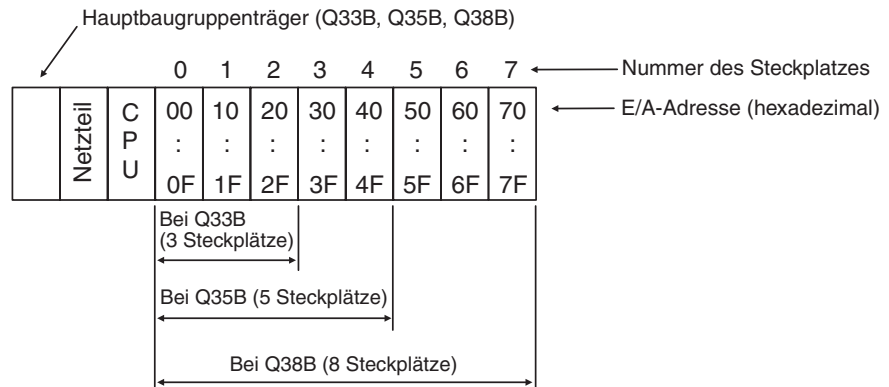 Hauptbaugruppenträger (Q33B, Q35B, Q38B)
0 1 2 3 4 5 6 7 Nummer des Steckplatzes
Netzteil
C
P
U
00 10 20 30 40 50 60 70 E/A-Adresse (hexadezimal)
: : : : : : : :
0F 1F 2F 3F 4F 5F 6F 7F
Bei Q33B
(3 Steckplätze)
Bei Q35B (5 Steckplätze)
Bei Q38B (8 Steckplätze)